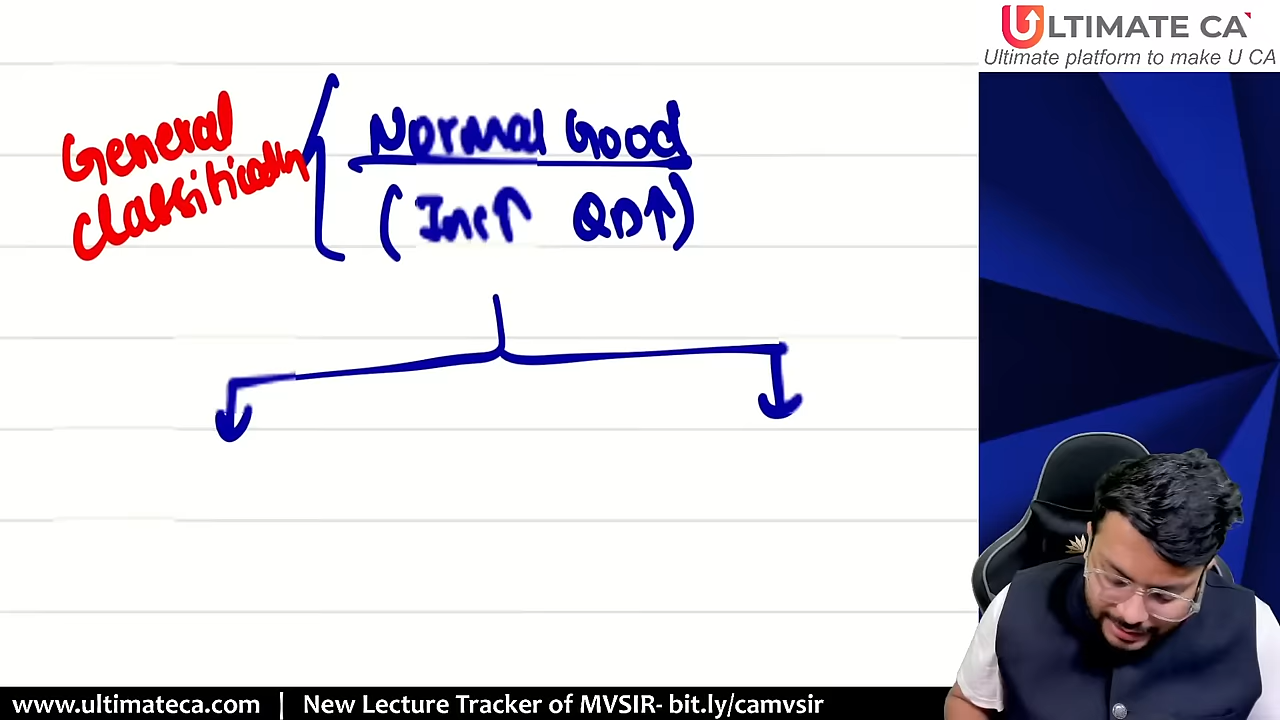 ULTIMATE CA
Ultimate platform to make U CA
General
classifically
Normal Good
(Inc↑ QD↑)
www.ultimateca.com | New Lecture Tracker of MVSIR- bit.ly/camvsir